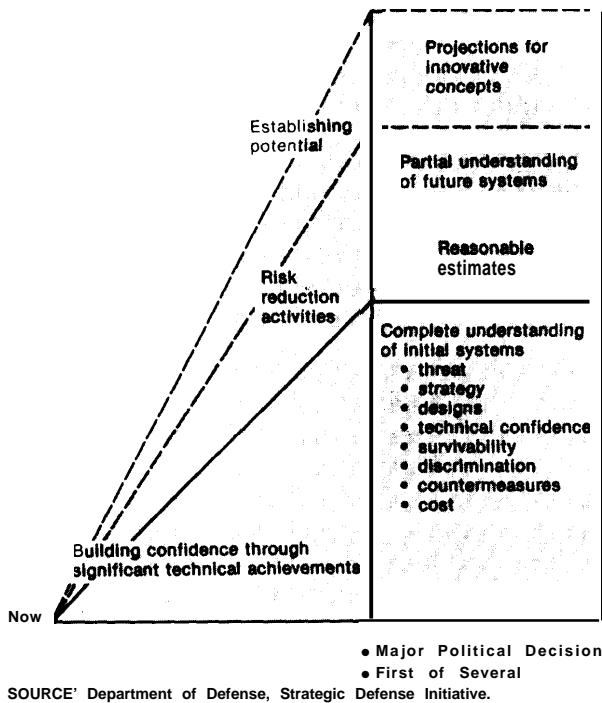 Projections for
innovative
concepts
Establishing
potential
Partial understanding
of future systems
Reasonable
estimates
Risk
reduction
activities
Complete understanding
of initial systems
• threat
• strategy
• designs
• technical confidence
• survivability
• discrimination
• countermeasures
• cost
Building confidence through
significant technical achievements
Now
• Major Political Decision
• First of Several
SOURCE' Department of Defense, Strategic Defense Initiative.